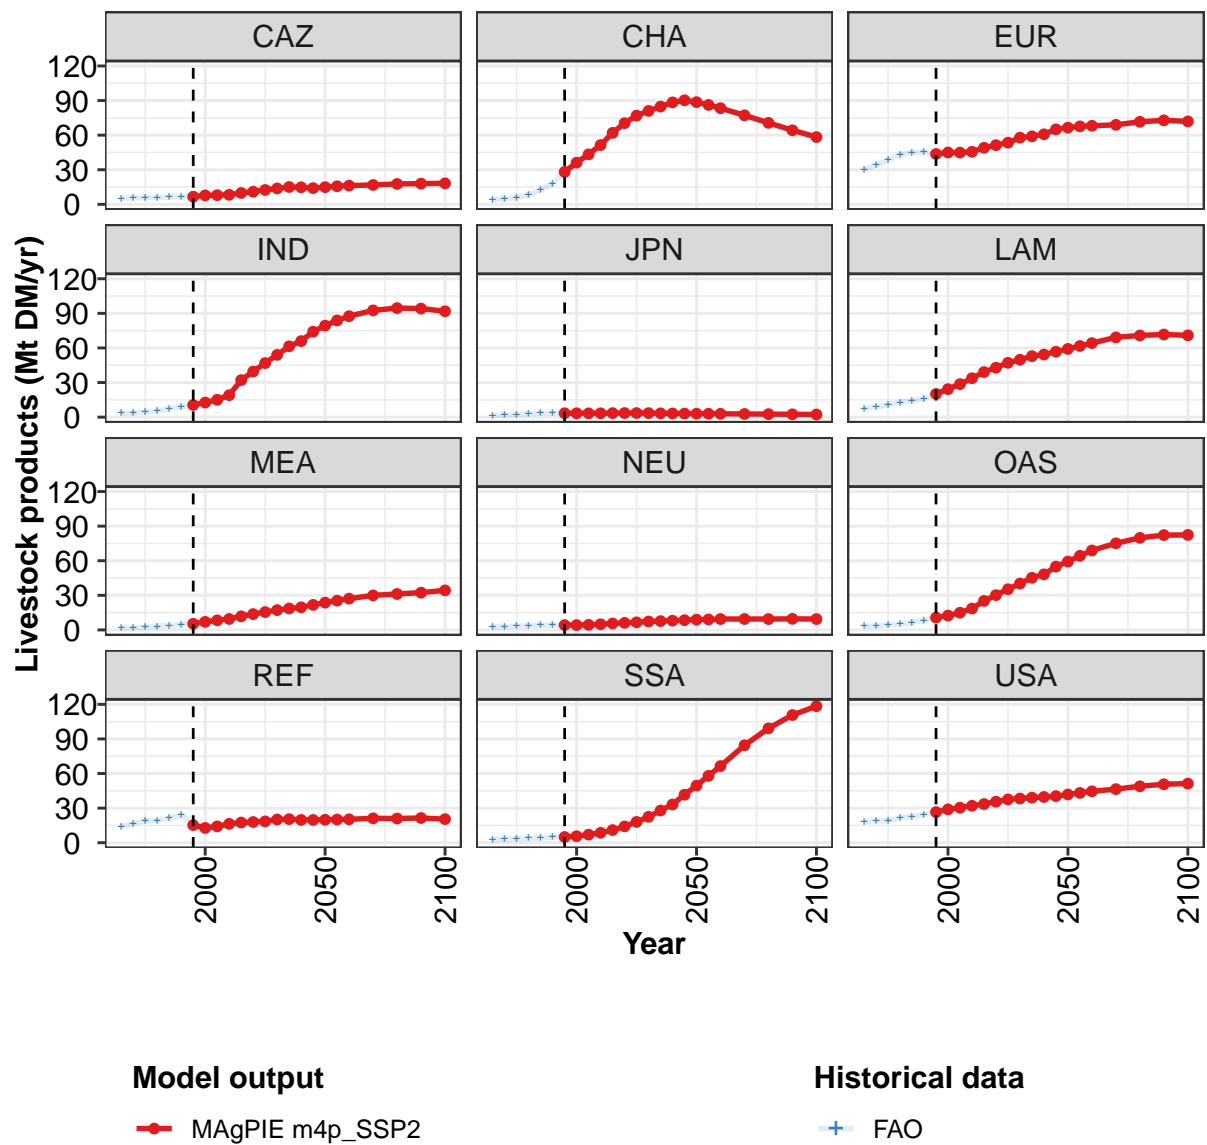 CAZ CHA EUR
120
90
60
30
0
IND JPN LAM
120
90
60
30
0
MEA NEU OAS
120
90
60
30
0
REF SSA USA
120
90
60
30
0
Livestock products (Mt DM/yr)
2000 2050 2100 2000 2050 2100 2000 2050 2100
Year
Model output Historical data
MAgPIE m4p_SSP2 FAO